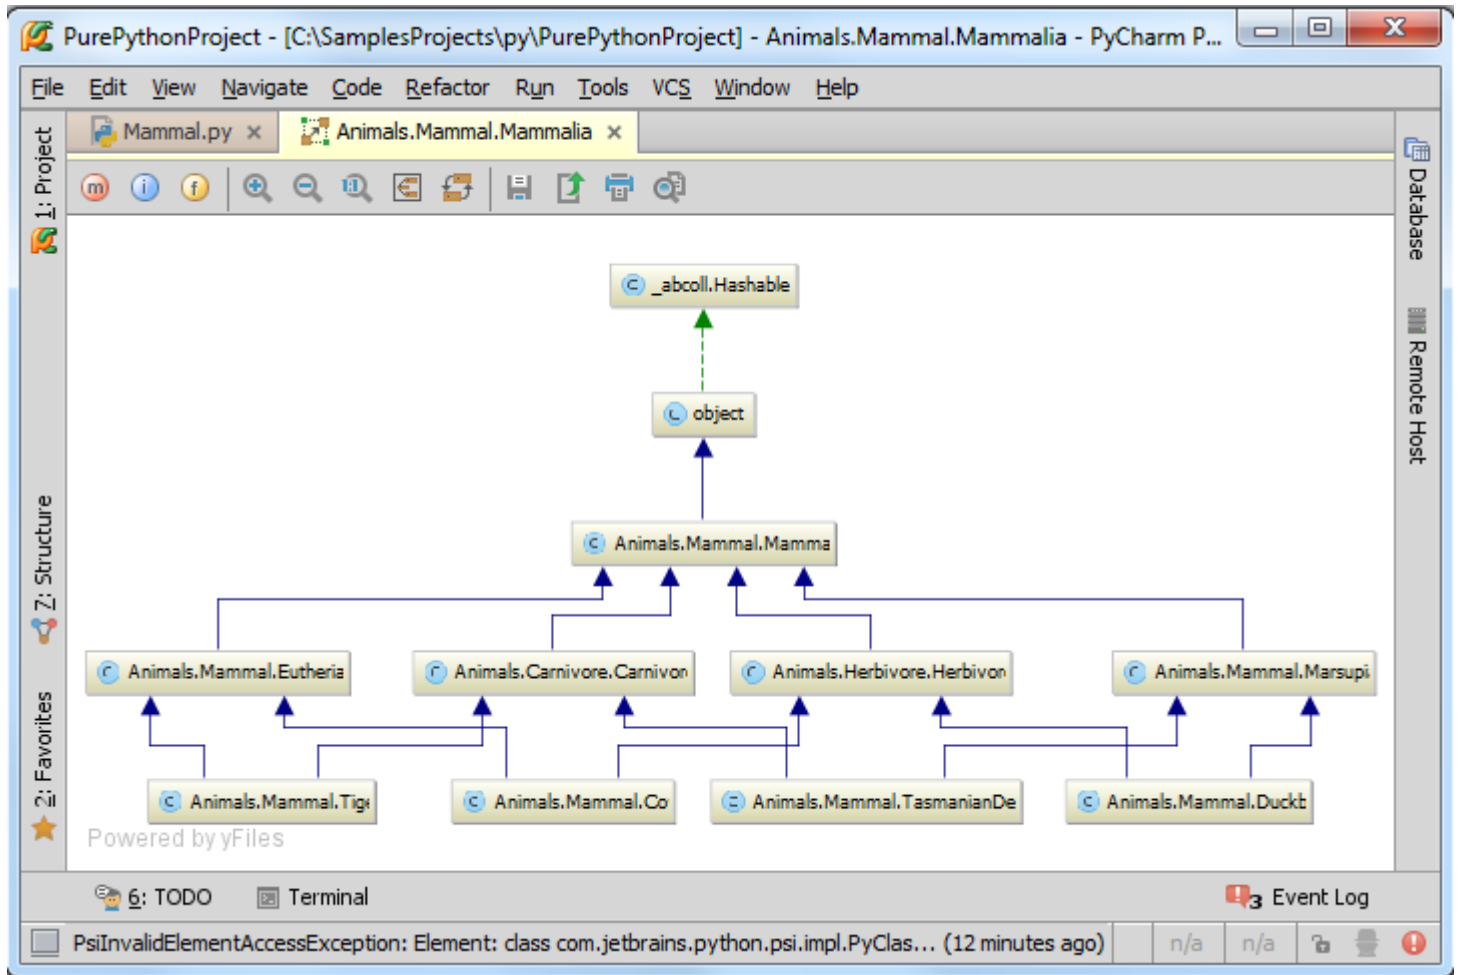 PurePythonProject - [C:\SamplesProjects\py\PurePythonProject] - Animals.Mammal.Mammalia - PyCharm P...
File Edit View Navigate Code Refactor Run Tools VCS Window Help
Mammal.py Animals.Mammal.Mammalia
1: Project
7: Structure
2: Favorites
m i f 1:1
Database
Remote Host
C _abcoll.Hashable
C object
C Animals.Mammal.Mamma
C Animals.Mammal.Eutheria C Animals.Carnivore.Carnivor C Animals.Herbivore.Herbivor C Animals.Mammal.Marsupi
C Animals.Mammal.Tige C Animals.Mammal.Co C Animals.Mammal.TasmanianDe C Animals.Mammal.Duckb
Powered by yFiles
6: TODO Terminal 3 Event Log
PsiInvalidElementAccessException: Element: class com.jetbrains.python.psi.impl.PyClas... (12 minutes ago) n/a n/a